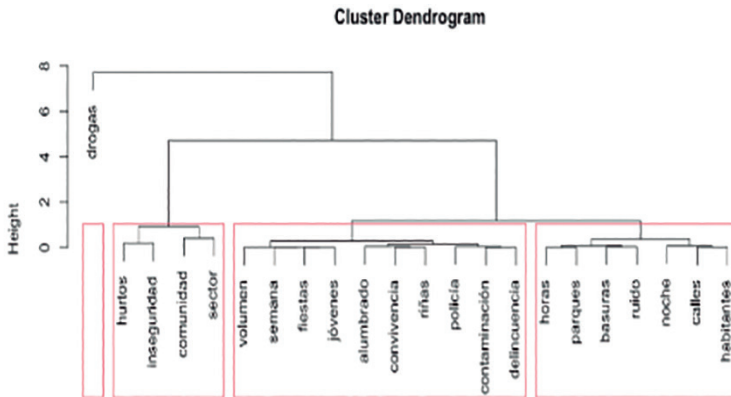 Cluster Dendrogram
Height
8
6
4
2
0
drogas
hurtos
inseguridad
comunidad
sector
volumen
semana
fiestas
jóvenes
alumbrado
convivencia
riñas
policía
contaminación
delincuencia
horas
parques
basuras
ruido
noche
calles
habitantes